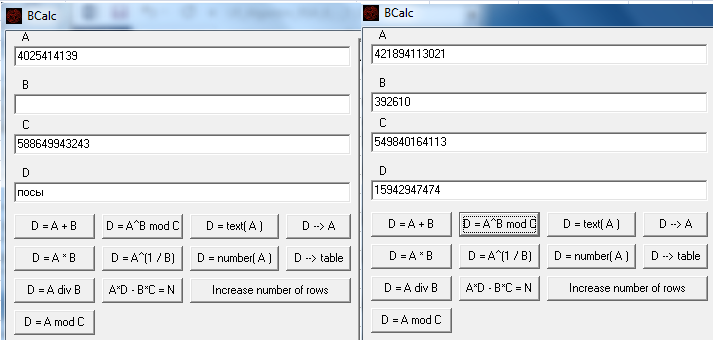 BCalc
A
4025414139
B
C
588649943243
D
посы
D = A + B D = A^B mod C D = text( A ) D --> A
D = A * B D = A^(1 / B) D = number( A ) D --> table
D = A div B A*D - B*C = N Increase number of rows
D = A mod C
BCalc
A
421894113021
B
392610
C
549840164113
D
15942947474
D = A + B D = A^B mod C D = text( A ) D --> A
D = A * B D = A^(1 / B) D = number( A ) D --> table
D = A div B A*D - B*C = N Increase number of rows
D = A mod C